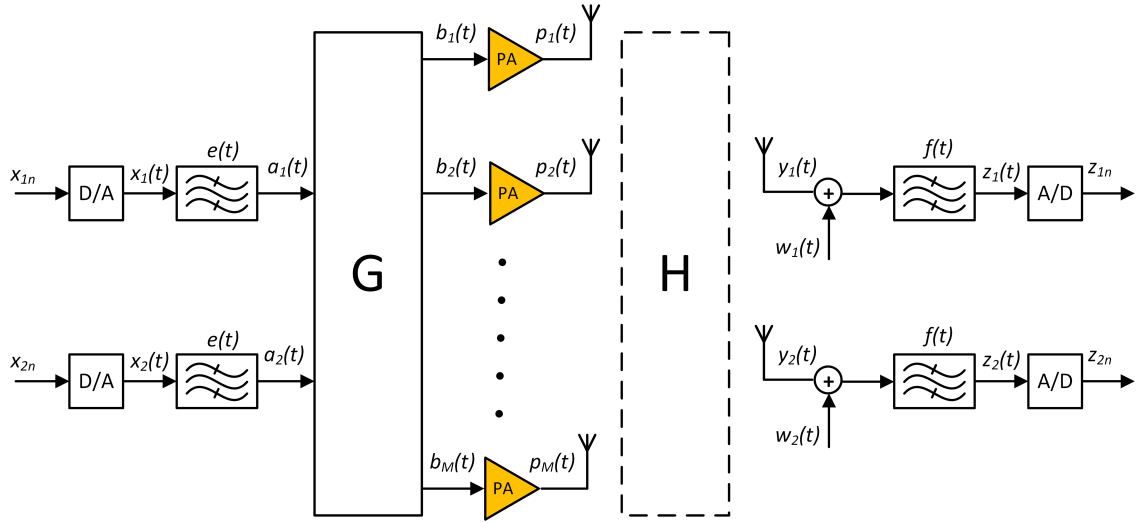 b1(t) PA p1(t)
e(t) f(t)
x1n D/A x1(t) a1(t) b2(t) PA p2(t) y1(t) + z1(t) A/D z1n
w1(t)
G H
e(t) f(t)
x2n D/A x2(t) a2(t) y2(t) + z2(t) A/D z2n
w2(t)
bM(t) PA pM(t)